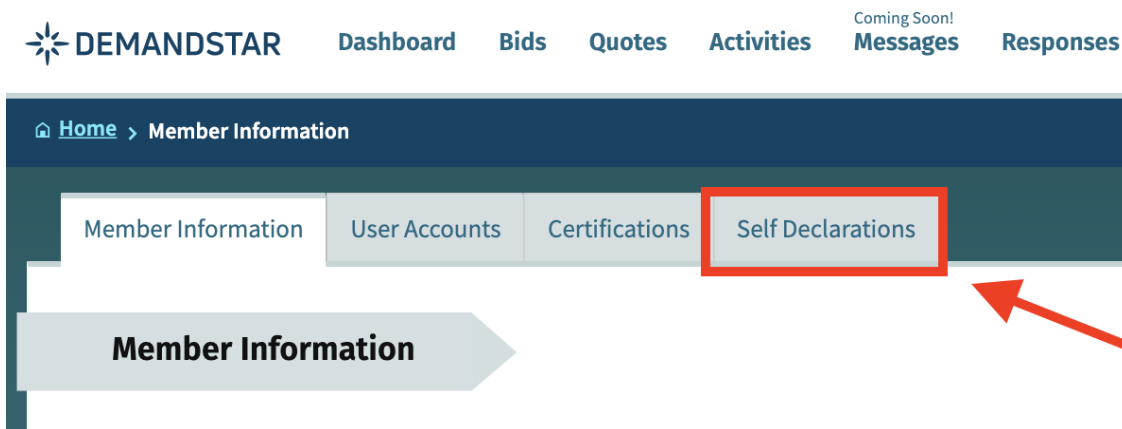 Coming Soon!
DEMANDSTAR Dashboard Bids Quotes Activities Messages Responses
Home > Member Information
Member Information User Accounts Certifications Self Declarations
Member Information